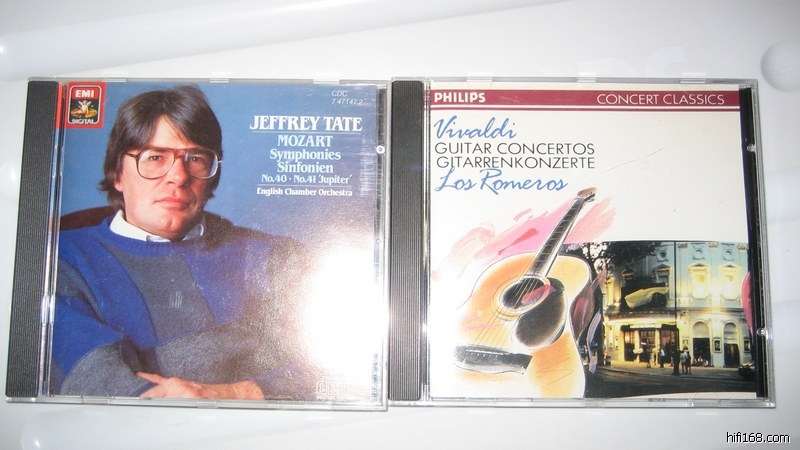 EMI
DIGITAL
CDC
7 47147 2
JEFFREY TATE
MOZART
Symphonies
Sinfonien
No.40 · No.41 'Jupiter'
English Chamber Orchestra
PHILIPS
CONCERT CLASSICS
Vivaldi
GUITAR CONCERTOS
GITARRENKONZERTE
Los Romeros
hifi168.com